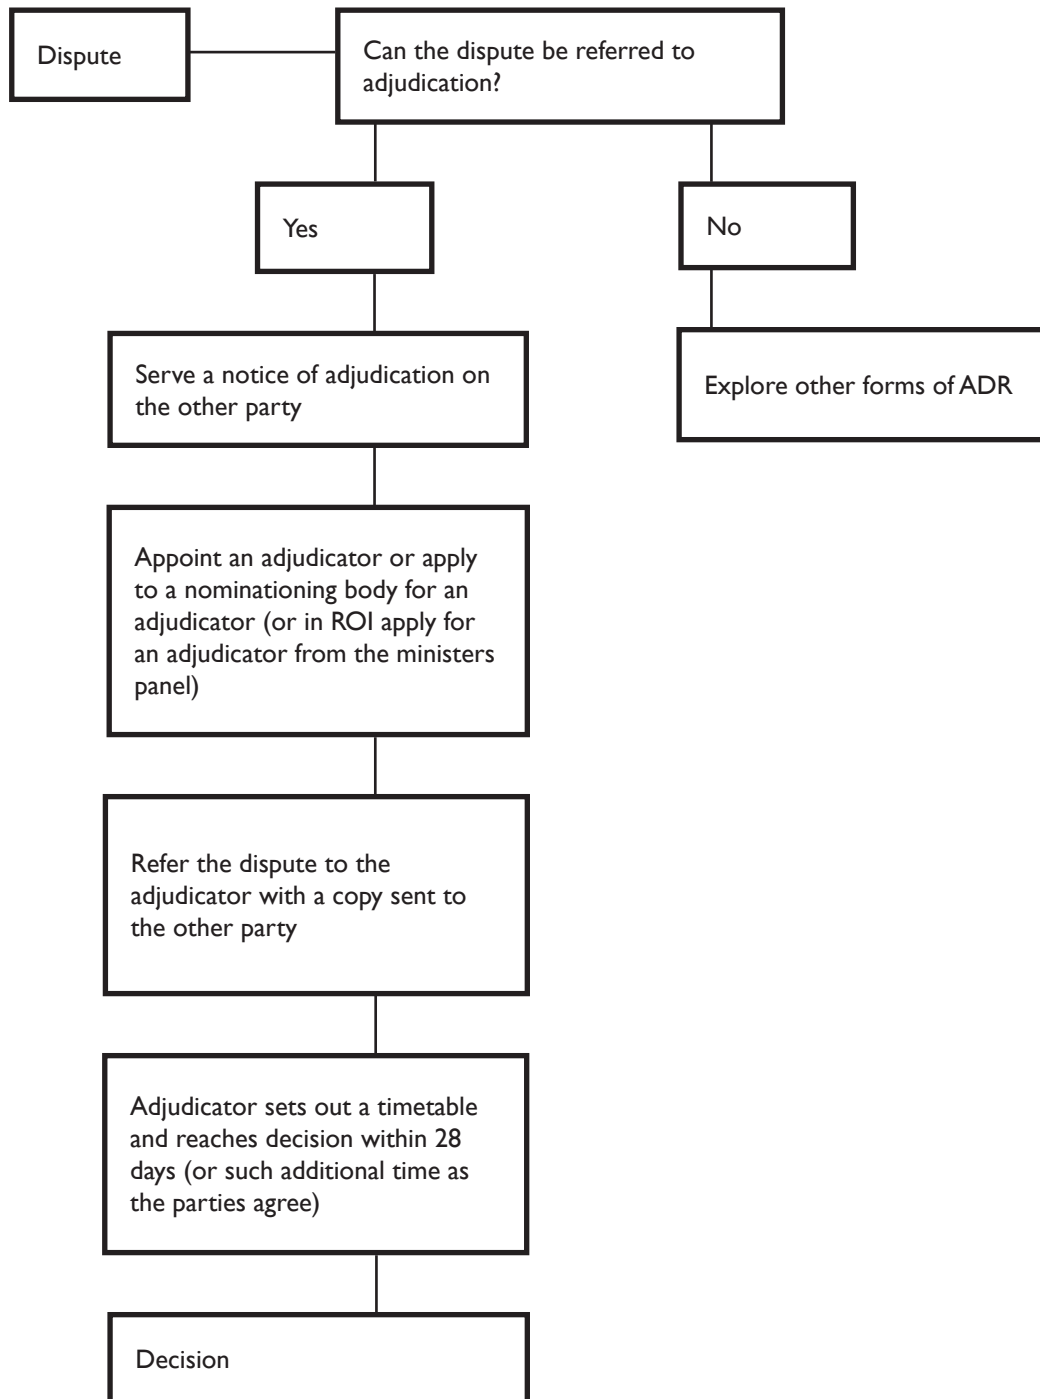 Dispute
Can the dispute be referred to
adjudication?
Yes
No
Serve a notice of adjudication on
the other party
Explore other forms of ADR
Appoint an adjudicator or apply
to a nominationing body for an
adjudicator (or in ROI apply for
an adjudicator from the ministers
panel)
Refer the dispute to the
adjudicator with a copy sent to
the other party
Adjudicator sets out a timetable
and reaches decision within 28
days (or such additional time as
the parties agree)
Decision